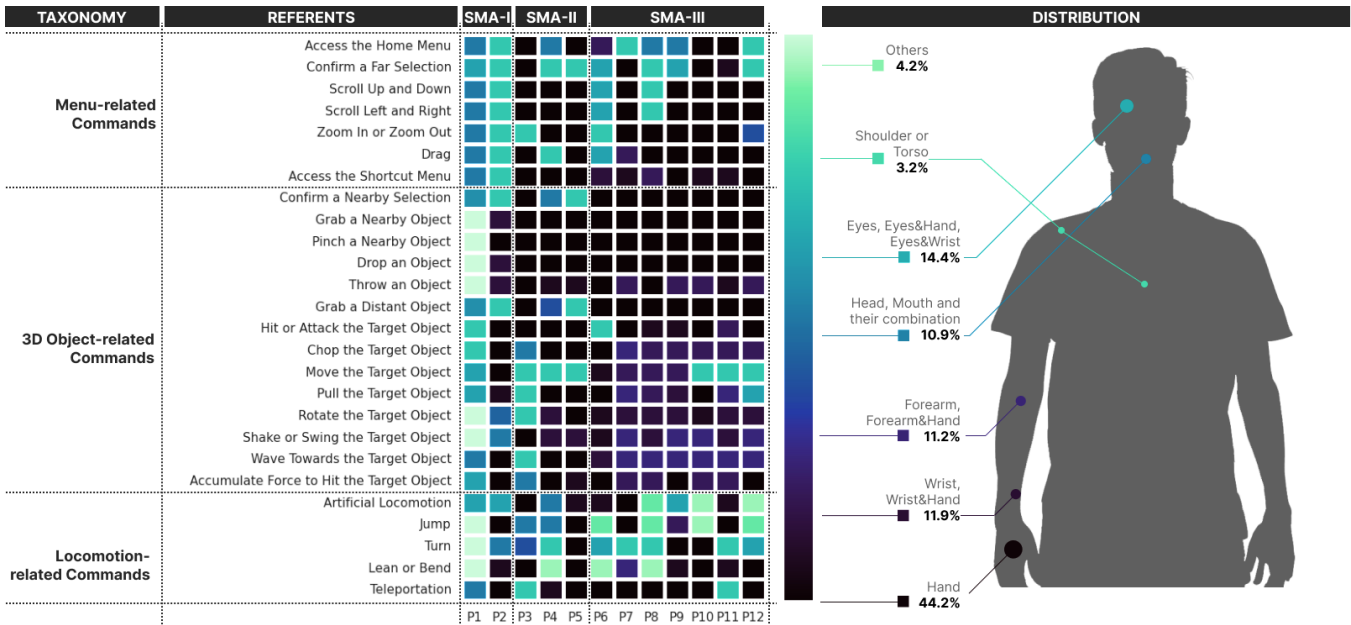 TAXONOMY REFERENTS SMA-I SMA-II SMA-III DISTRIBUTION
Menu-related
Commands
Access the Home Menu
Confirm a Far Selection
Scroll Up and Down
Scroll Left and Right
Zoom In or Zoom Out
Drag
Access the Shortcut Menu
3D Object-related
Commands
Confirm a Nearby Selection
Grab a Nearby Object
Pinch a Nearby Object
Drop an Object
Throw an Object
Grab a Distant Object
Hit or Attack the Target Object
Chop the Target Object
Move the Target Object
Pull the Target Object
Rotate the Target Object
Shake or Swing the Target Object
Wave Towards the Target Object
Accumulate Force to Hit the Target Object
Locomotion-
related Commands
Artificial Locomotion
Jump
Turn
Lean or Bend
Teleportation
P1 P2 P3 P4 P5 P6 P7 P8 P9 P10 P11 P12
Others
4.2%
Shoulder or
Torso
3.2%
Eyes, Eyes&Hand,
Eyes&Wrist
14.4%
Head, Mouth and
their combination
10.9%
Forearm,
Forearm&Hand
11.2%
Wrist,
Wrist&Hand
11.9%
Hand
44.2%